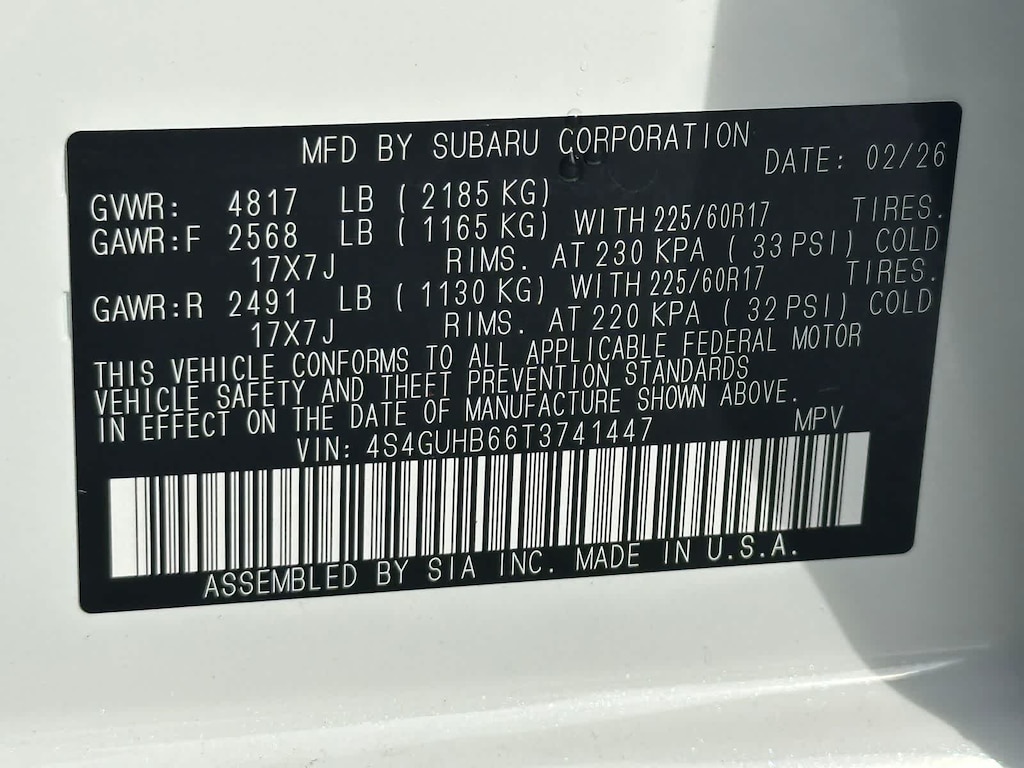 MFD BY SUBARU CORPORATION DATE: 02/26
GVWR: 4817 LB ( 2185 KG)
GAWR:F 2568 LB ( 1165 KG) WITH 225/60R17 TIRES.
17X7J RIMS. AT 230 KPA ( 33 PSI) COLD
GAWR:R 2491 LB ( 1130 KG) WITH 225/60R17 TIRES.
17X7J RIMS. AT 220 KPA ( 32 PSI) COLD
THIS VEHICLE CONFORMS TO ALL APPLICABLE FEDERAL MOTOR
VEHICLE SAFETY AND THEFT PREVENTION STANDARDS
IN EFFECT ON THE DATE OF MANUFACTURE SHOWN ABOVE.
VIN: 4S4GUHB66T3741447 MPV
ASSEMBLED BY SIA INC. MADE IN U.S.A.